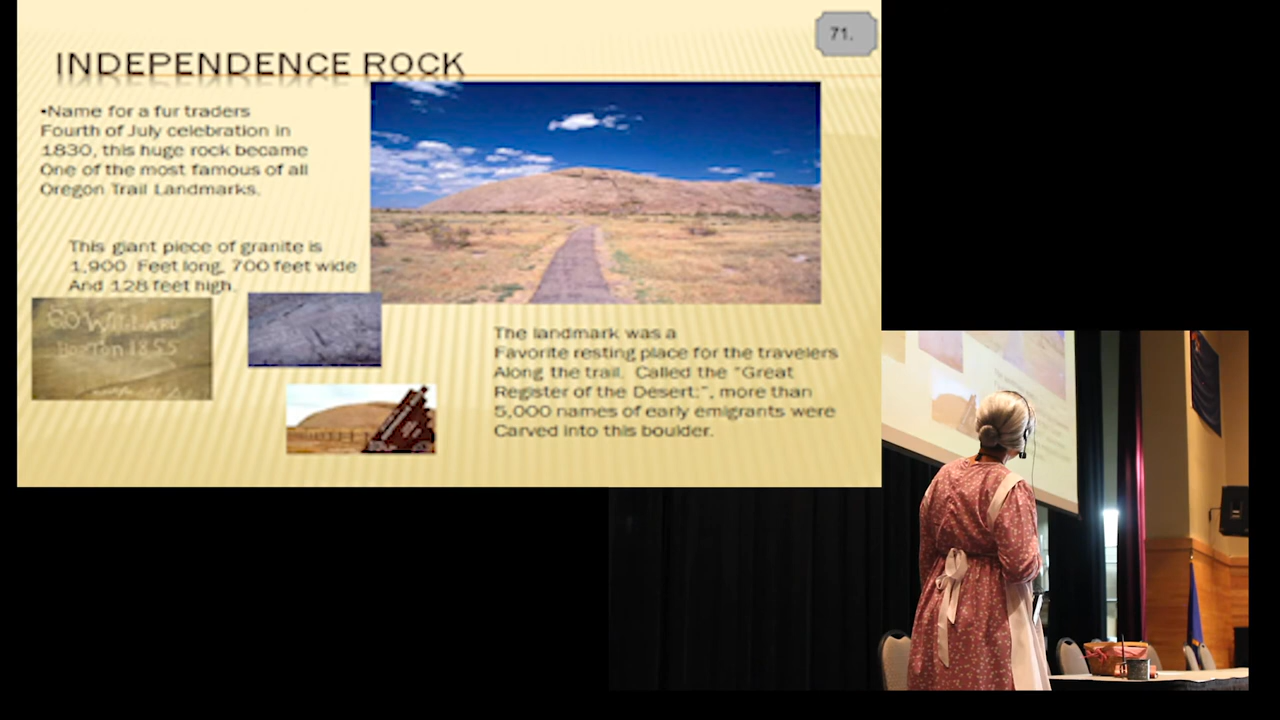 71.
INDEPENDENCE ROCK
•Name for a fur traders
Fourth of July celebration in
1830, this huge rock became
One of the most famous of all
Oregon Trail Landmarks.
This giant piece of granite is
1,900 Feet long, 700 feet wide
And 128 feet high.
Boston 1855
The landmark was a
Favorite resting place for the travelers
Along the trail. Called the "Great
Register of the Desert;", more than
5,000 names of early emigrants were
Carved into this boulder.